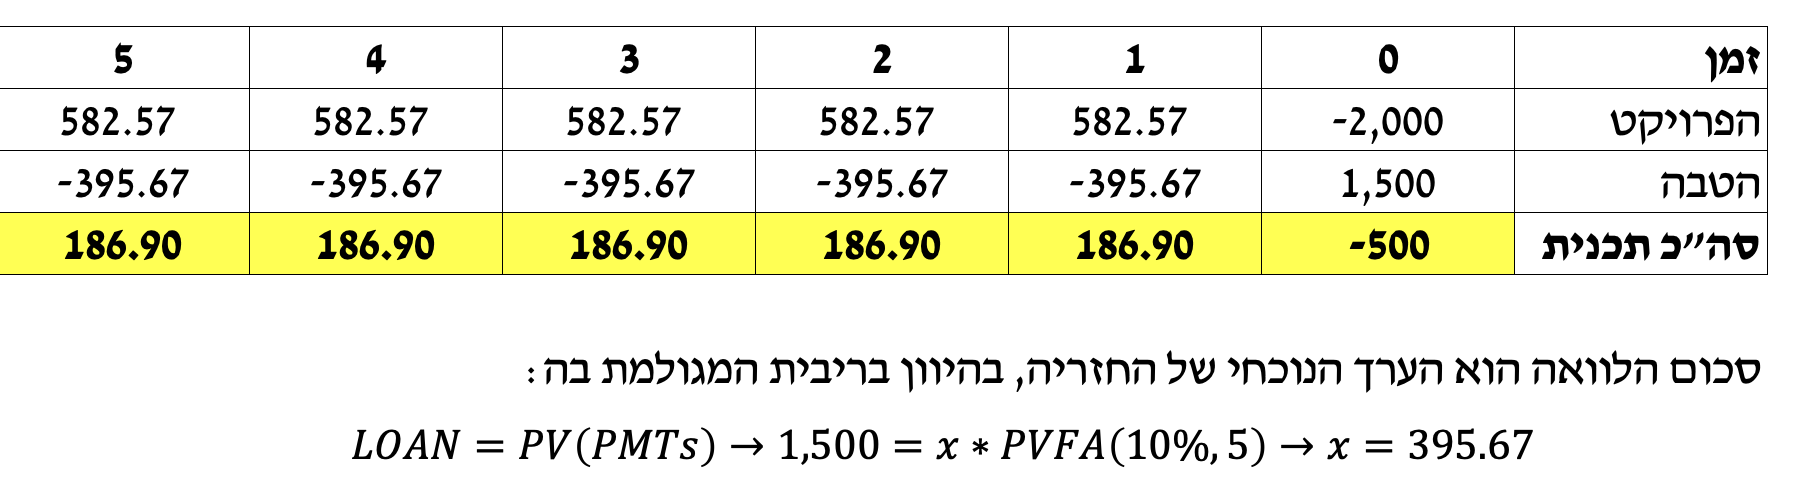 זמן 0 1 2 3 4 5
הפרויקט -2,000 582.57 582.57 582.57 582.57 582.57
הטבה 1,500 -395.67 -395.67 -395.67 -395.67 -395.67
סה״כ תכנית -500 186.90 186.90 186.90 186.90 186.90
סכום הלוואה הוא הערך הנוכחי של החזריה, בהיוון בריבית המגולמת בה:
LOAN = PV(PMTs) → 1,500 = x ∗ PVFA(10%, 5) → x = 395.67